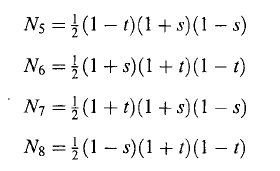 N₅ = ½(1 − t)(1 + s)(1 − s)
N₆ = ½(1 + s)(1 + t)(1 − t)
N₇ = ½(1 + t)(1 + s)(1 − s)
N₈ = ½(1 − s)(1 + t)(1 − t)